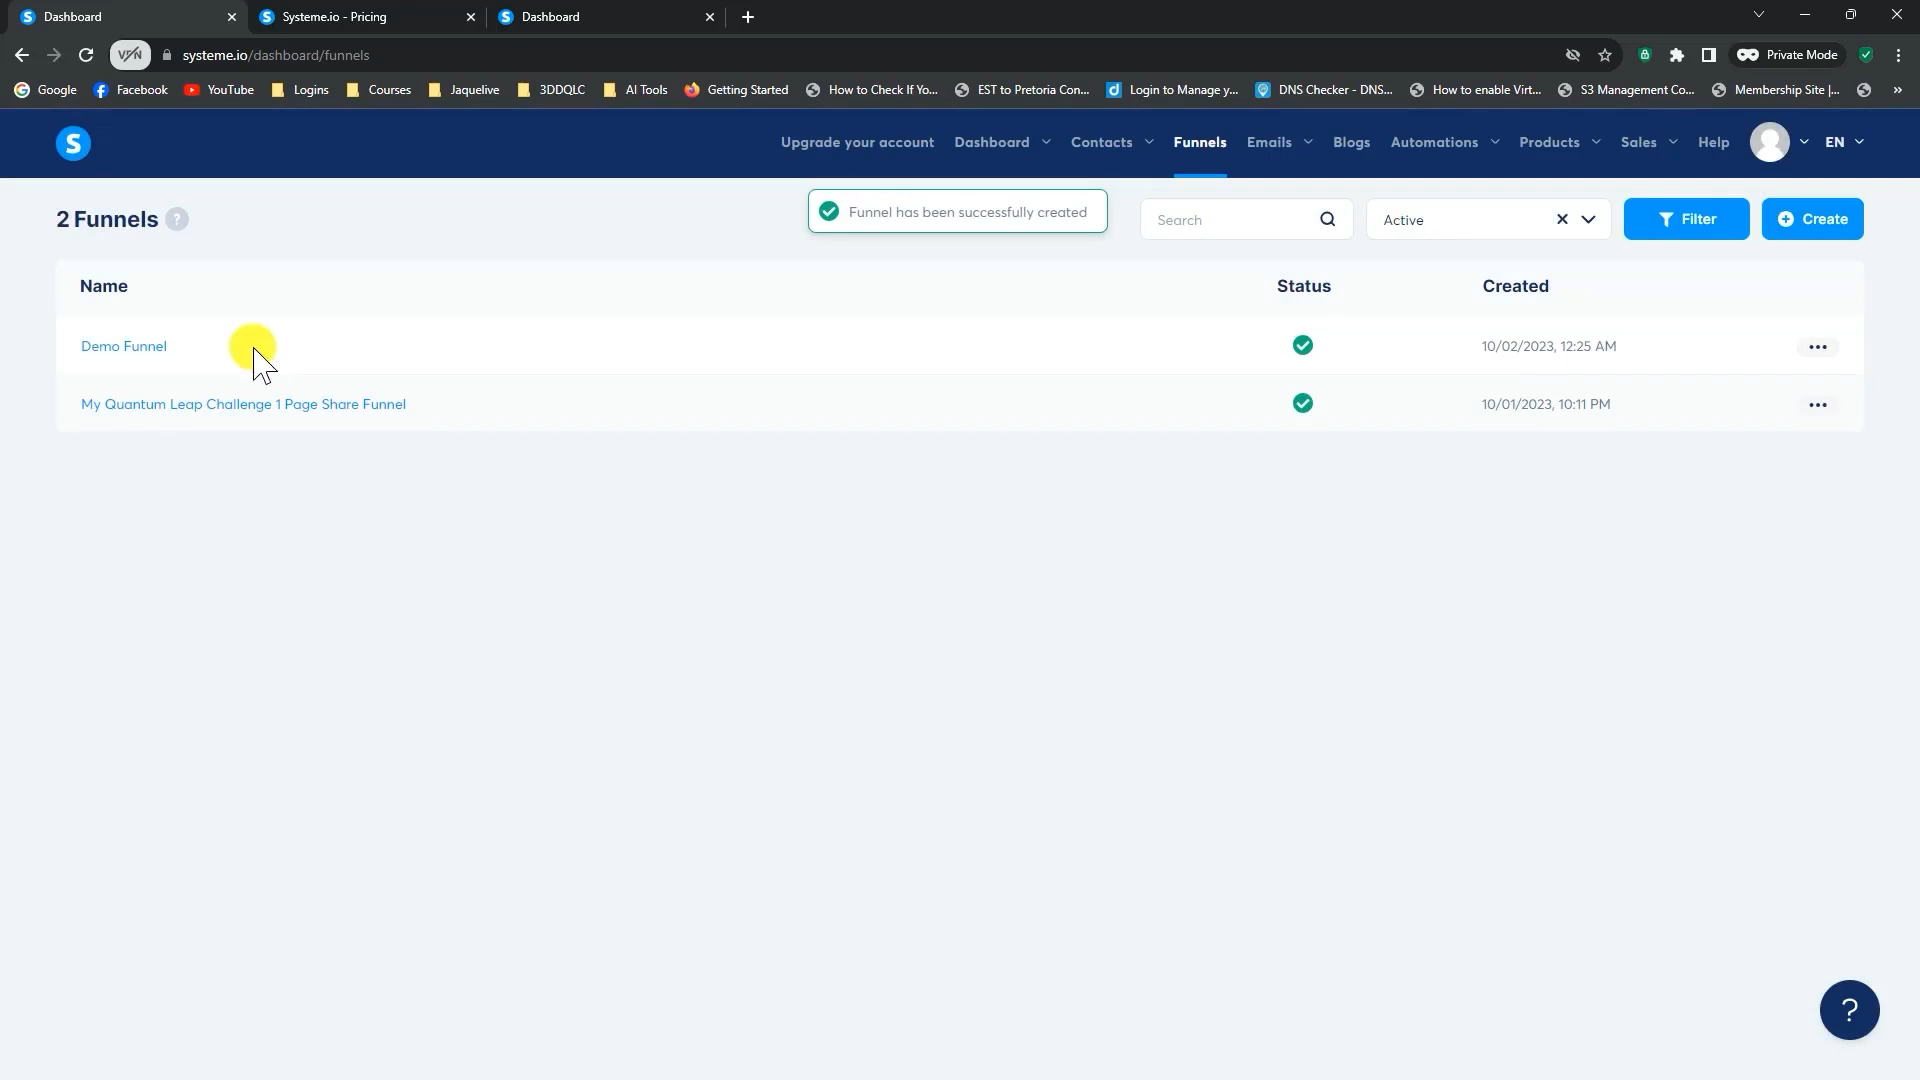 Dashboard
Systeme.io - Pricing
Dashboard
VPN
systeme.io/dashboard/funnels
Private Mode
Google
Facebook
YouTube
Logins
Courses
Jaquelive
3DDQLC
AI Tools
Getting Started
How to Check If Yo...
EST to Pretoria Con...
Login to Manage y...
DNS Checker - DNS...
How to enable Virt...
S3 Management Co...
Membership Site |...
»
S
Upgrade your account
Dashboard
Contacts
Funnels
Emails
Blogs
Automations
Products
Sales
Help
EN
2 Funnels ?
Funnel has been successfully created
Search
Active
Filter
Create
Name
Status
Created
Demo Funnel
10/02/2023, 12:25 AM
My Quantum Leap Challenge 1 Page Share Funnel
10/01/2023, 10:11 PM
?